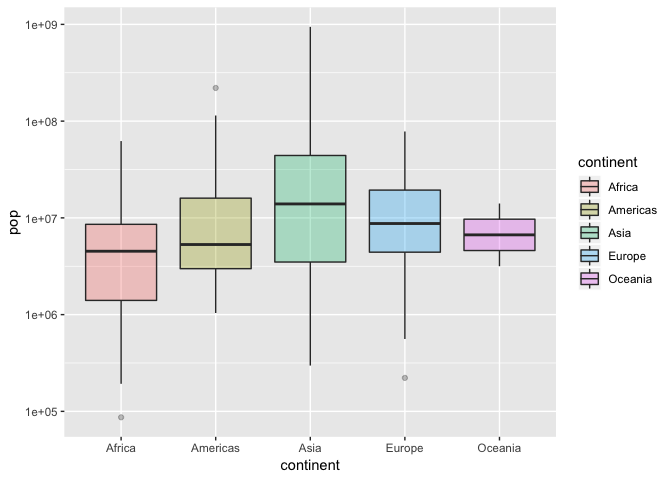 1e+09
1e+08
1e+07
1e+06
1e+05
pop
Africa Americas Asia Europe Oceania
continent
continent
Africa
Americas
Asia
Europe
Oceania